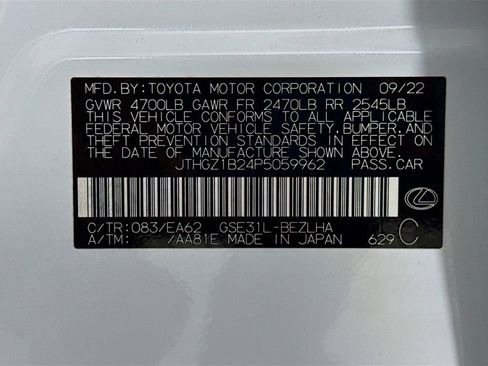 MFD.BY:TOYOTA MOTOR CORPORATION 09/22
GVWR 4700LB GAWR FR 2470LB RR 2545LB
THIS VEHICLE CONFORMS TO ALL APPLICABLE
FEDERAL MOTOR VEHICLE SAFETY,BUMPER,AND
THEFT PREVENTION STANDARDS IN EFFECT ON
THE DATE OF MANUFACTURE SHOWN ABOVE.
JTHGZ1B24P5059962 PASS.CAR
C/TR:083/EA62 GSE31L-BEZLHA
A/TM: /AA81E MADE IN JAPAN 629 C